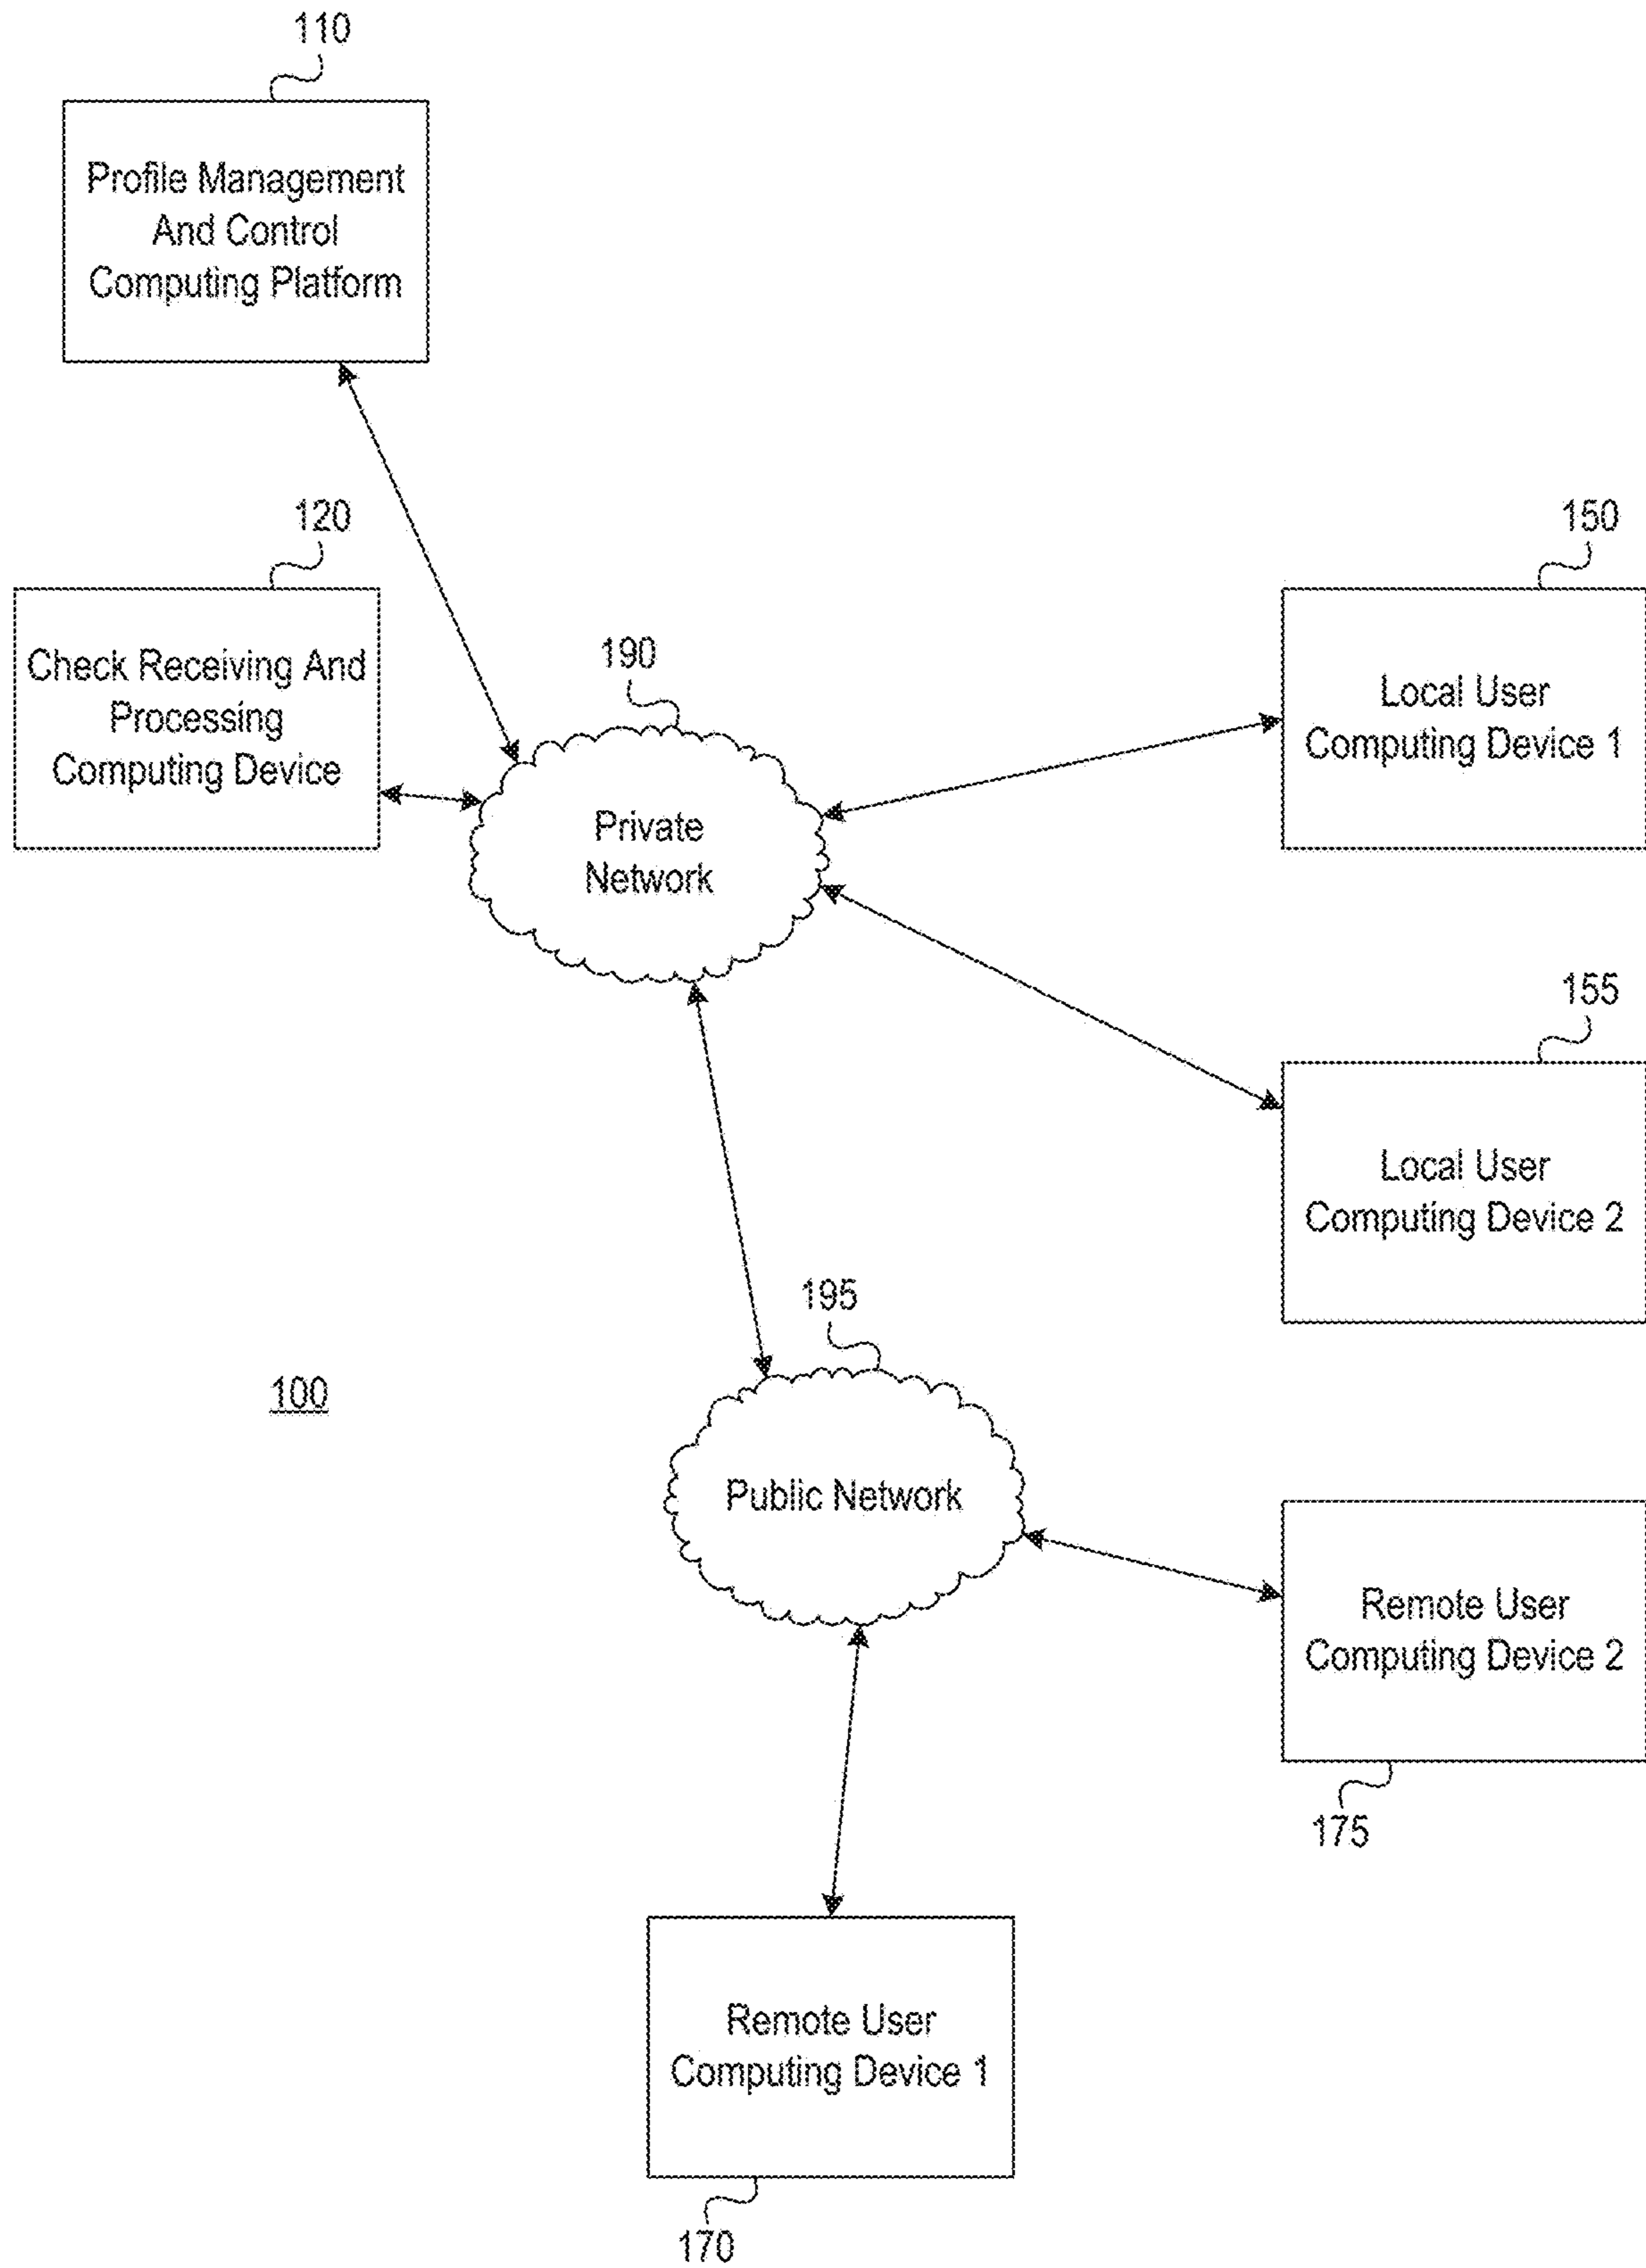 110
Profile Management
And Control
Computing Platform
120
Check Receiving And
Processing
Computing Device
190
Private
Network
150
Local User
Computing Device 1
155
Local User
Computing Device 2
195
Public Network
100
Remote User
Computing Device 2
175
Remote User
Computing Device 1
170